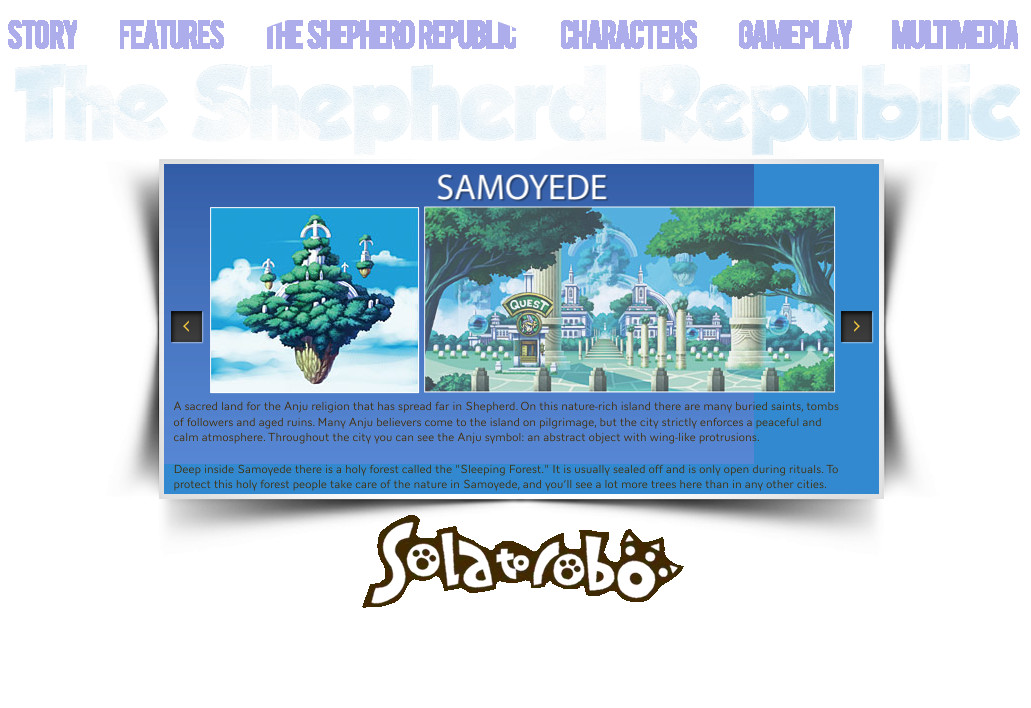 STORY FEATURES THE SHEPHERD REPUBLIC CHARACTERS GAMEPLAY MULTIMEDIA
The Shepherd Republic
SAMOYEDE
QUEST
A sacred land for the Anju religion that has spread far in Shepherd. On this nature-rich island there are many buried saints, tombs
of followers and aged ruins. Many Anju believers come to the island on pilgrimage, but the city strictly enforces a peaceful and
calm atmosphere. Throughout the city you can see the Anju symbol: an abstract object with wing-like protrusions.
Deep inside Samoyede there is a holy forest called the "Sleeping Forest." It is usually sealed off and is only open during rituals. To
protect this holy forest people take care of the nature in Samoyede, and you'll see a lot more trees here than in any other cities.
Solatorobo